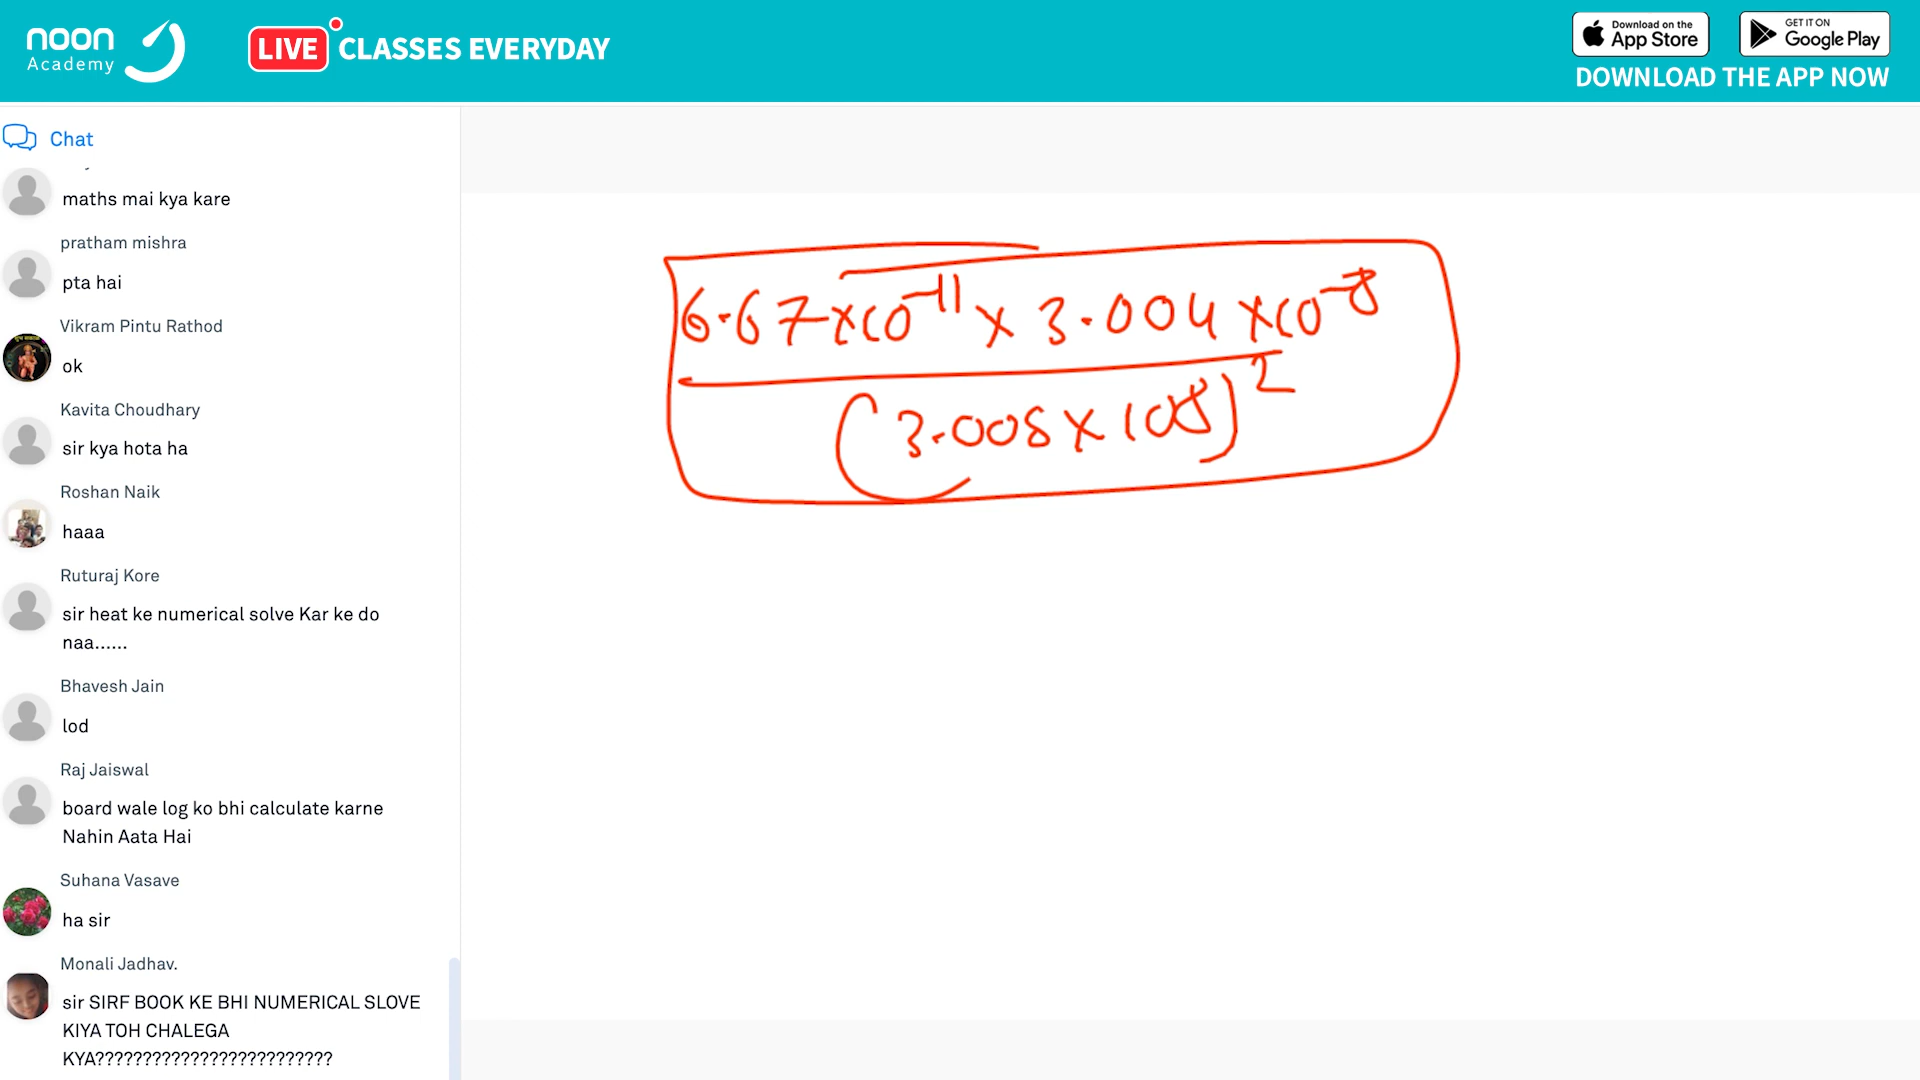 noon
Academy
LIVE CLASSES EVERYDAY
Download on the
App Store
GET IT ON
Google Play
DOWNLOAD THE APP NOW
Chat
maths mai kya kare
pratham mishra
pta hai
Vikram Pintu Rathod
ok
Kavita Choudhary
sir kya hota ha
Roshan Naik
haaa
Ruturaj Kore
sir heat ke numerical solve Kar ke do
naa......
Bhavesh Jain
lod
Raj Jaiswal
board wale log ko bhi calculate karne
Nahin Aata Hai
Suhana Vasave
ha sir
Monali Jadhav.
sir SIRF BOOK KE BHI NUMERICAL SLOVE
KIYA TOH CHALEGA
KYA?????????????????????????
6.67×10⁻¹¹ × 3.004 ×10⁻⁸
(3.008×10⁸)²